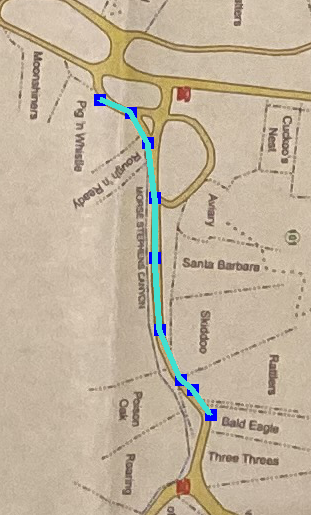 Moonshiners
Pig 'n Whistle
Rough 'n Ready
Cuckoo's
Nest
Aviary
MORSE STEPHENS CANYON
Santa Barbara
Skiddoo
Rattlers
Poison
Oak
Bald Eagle
Three Threes
Roaring